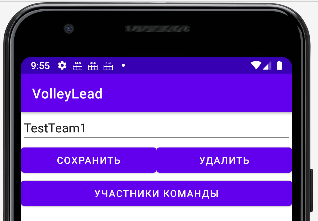 9:55
VolleyLead
TestTeam1
СОХРАНИТЬ УДАЛИТЬ
УЧАСТНИКИ КОМАНДЫ